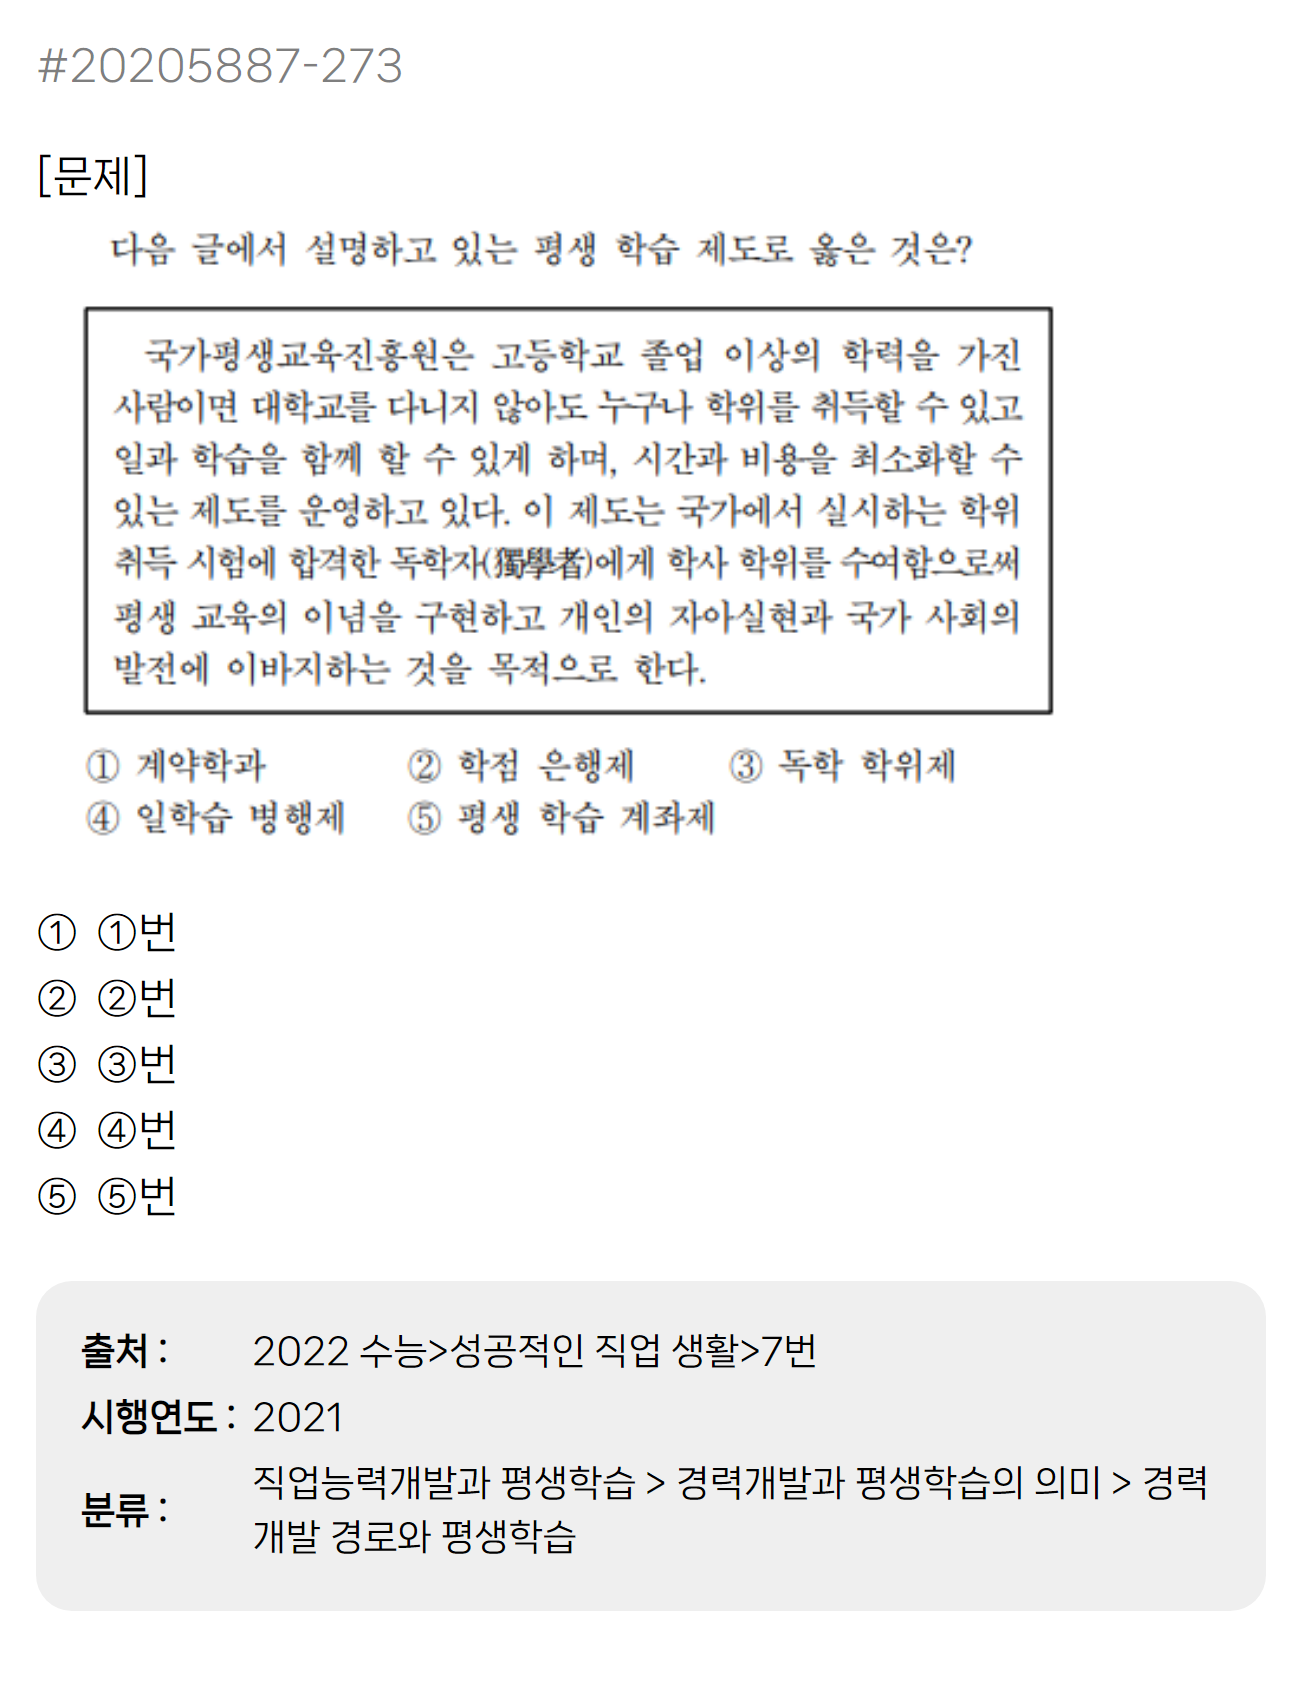 #20205887-273
[문제]
다음 글에서 설명하고 있는 평생 학습 제도로 옳은 것은?
국가평생교육진흥원은 고등학교 졸업 이상의 학력을 가진
사람이면 대학교를 다니지 않아도 누구나 학위를 취득할 수 있고
일과 학습을 함께 할 수 있게 하며, 시간과 비용을 최소화할 수
있는 제도를 운영하고 있다. 이 제도는 국가에서 실시하는 학위
취득 시험에 합격한 독학자(獨學者)에게 학사 학위를 수여함으로써
평생 교육의 이념을 구현하고 개인의 자아실현과 국가 사회의
발전에 이바지하는 것을 목적으로 한다.
① 계약학과 ② 학점 은행제 ③ 독학 학위제
④ 일학습 병행제 ⑤ 평생 학습 계좌제
① ①번
② ②번
③ ③번
④ ④번
⑤ ⑤번
출처 : 2022 수능>성공적인 직업 생활>7번
시행연도 : 2021
분류 : 직업능력개발과 평생학습 > 경력개발과 평생학습의 의미 > 경력
개발 경로와 평생학습